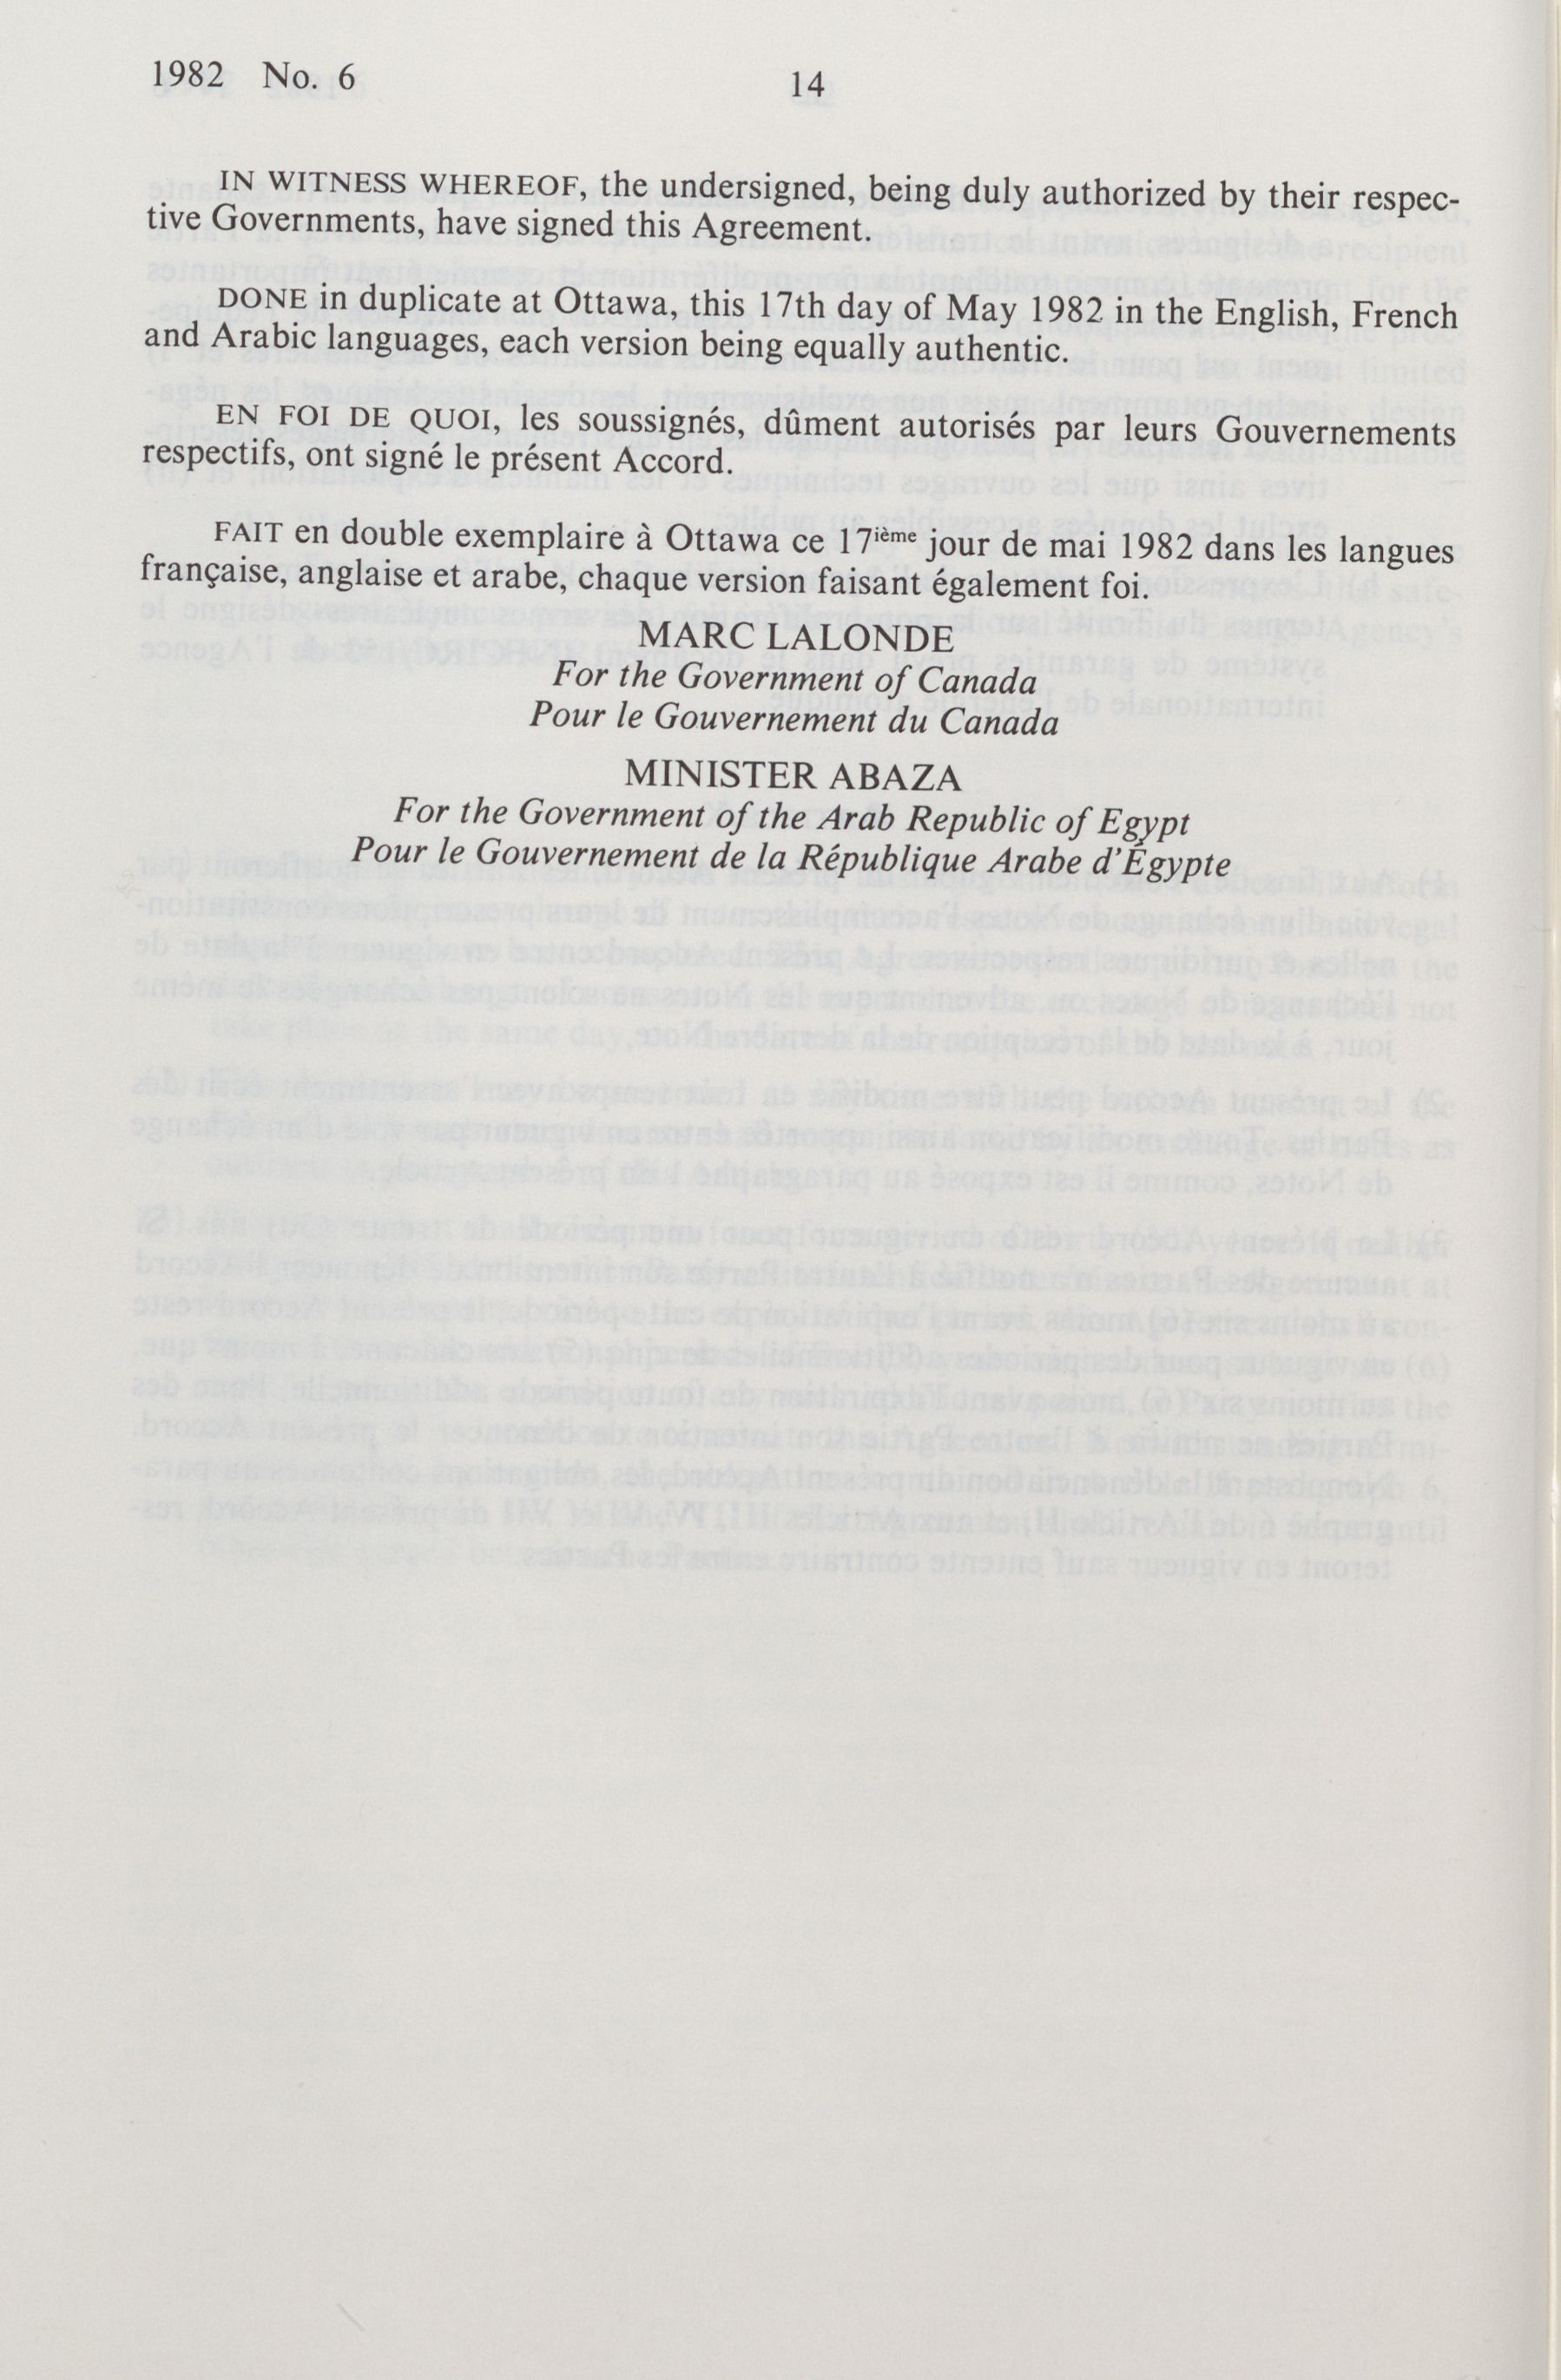 1982 No. 6
14
IN WITNESS WHEREOF, the undersigned, being duly authorized by their respec-
tive Governments, have signed this Agreement.
DONE in duplicate at Ottawa, this 17th day of May 1982 in the English, French
and Arabic languages, each version being equally authentic.
EN FOI DE QUOI, les soussignés, dûment autorisés par leurs Gouvernements
respectifs, ont signé le présent Accord.
FAIT en double exemplaire à Ottawa ce 17ième jour de mai 1982 dans les langues
française, anglaise et arabe, chaque version faisant également foi.
MARC LALONDE
For the Government of Canada
Pour le Gouvernement du Canada
MINISTER ABAZA
For the Government of the Arab Republic of Egypt
Pour le Gouvernement de la République Arabe d'Égypte